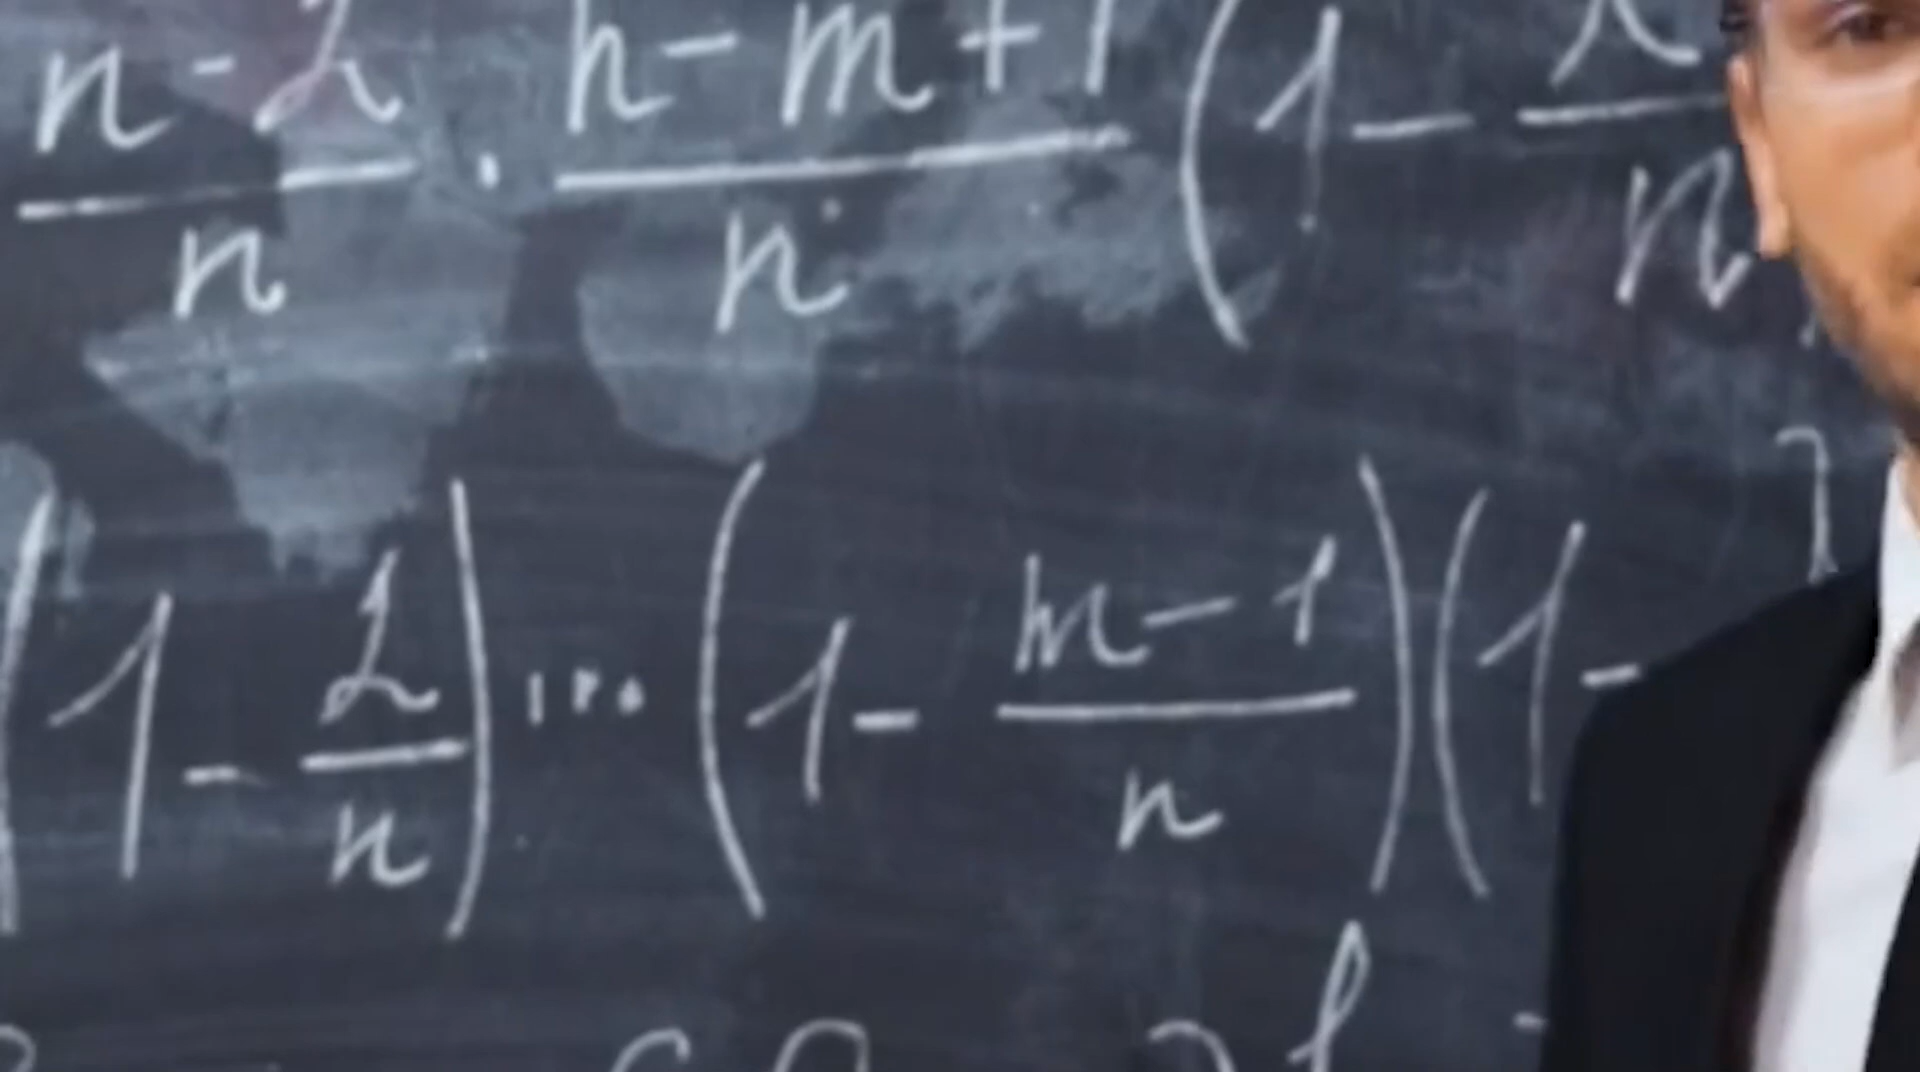 n-2/n · n-m+1/n (1 - λ/n
(1 - 2/n) ... (1 - m-1/n)(1 -